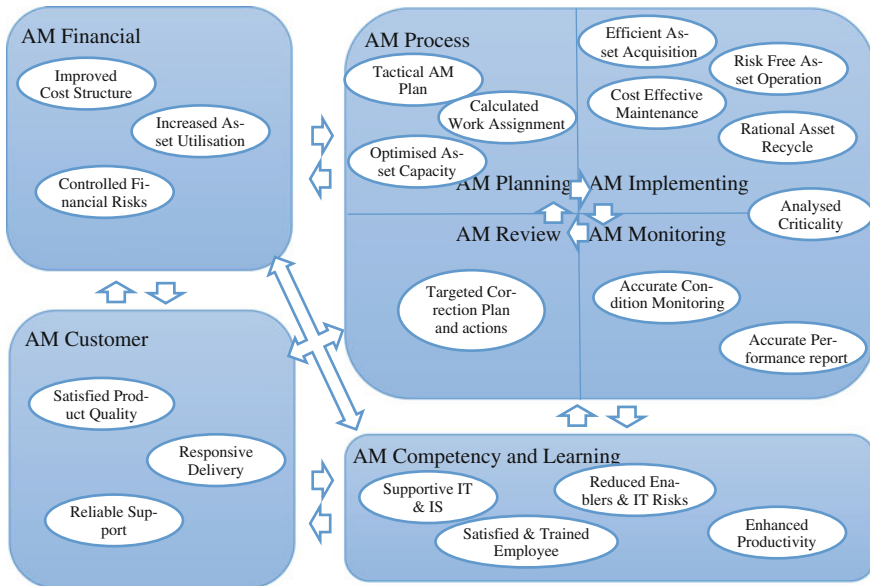 AM Financial
Improved
Cost Structure
Increased As-
set Utilisation
Controlled Fi-
nancial Risks
AM Process
Tactical AM
Plan
Calculated
Work Assignment
Optimised As-
set Capacity
AM Planning
Efficient As-
set Acquisition
Risk Free As-
set Operation
Cost Effective
Maintenance
Rational Asset
Recycle
AM Implementing
Analysed
Criticality
AM Review
Targeted Cor-
rection Plan
and actions
AM Monitoring
Accurate Con-
dition Monitoring
Accurate Per-
formance report
AM Customer
Satisfied Prod-
uct Quality
Responsive
Delivery
Reliable Sup-
port
AM Competency and Learning
Supportive IT
& IS
Reduced Ena-
blers & IT Risks
Satisfied & Trained
Employee
Enhanced
Productivity